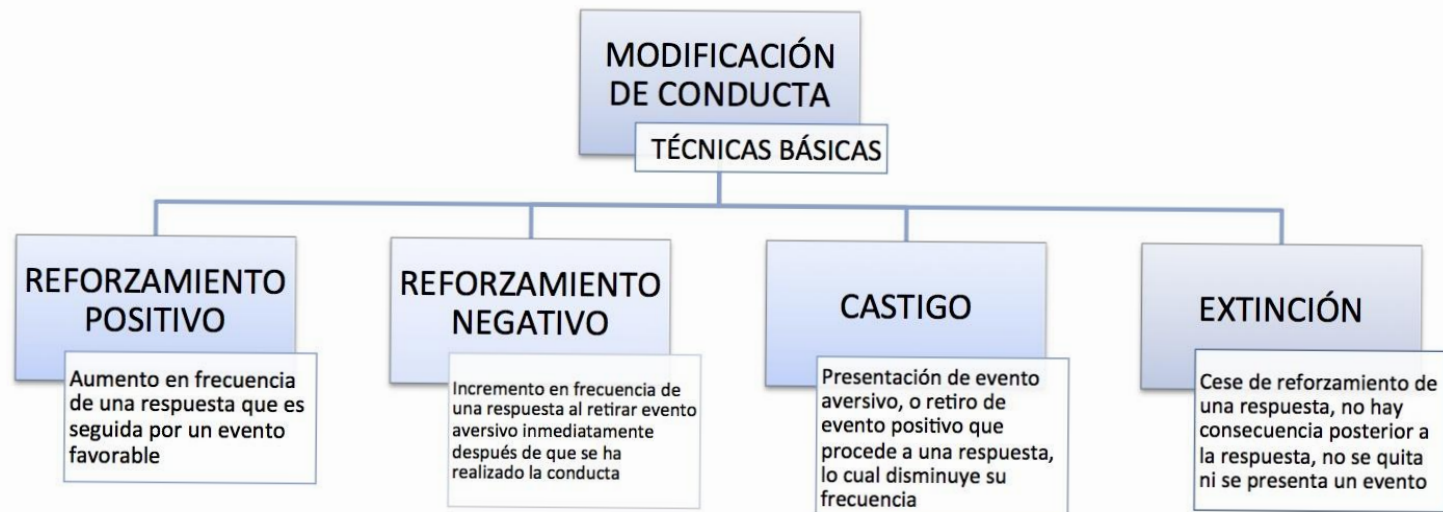 MODIFICACIÓN
DE CONDUCTA
TÉCNICAS BÁSICAS
REFORZAMIENTO
POSITIVO
Aumento en frecuencia
de una respuesta que es
seguida por un evento
favorable
REFORZAMIENTO
NEGATIVO
Incremento en frecuencia de
una respuesta al retirar evento
aversivo inmediatamente
después de que se ha
realizado la conducta
CASTIGO
Presentación de evento
aversivo, o retiro de
evento positivo que
procede a una respuesta,
lo cual disminuye su
frecuencia
EXTINCIÓN
Cese de reforzamiento de
una respuesta, no hay
consecuencia posterior a
la respuesta, no se quita
ni se presenta un evento